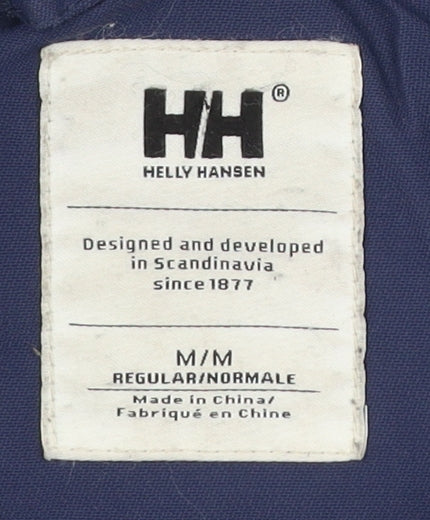 HH®
HELLY HANSEN
Designed and developed
in Scandinavia
since 1877
M/M
REGULAR/NORMALE
Made in China/
Fabriqué en Chine